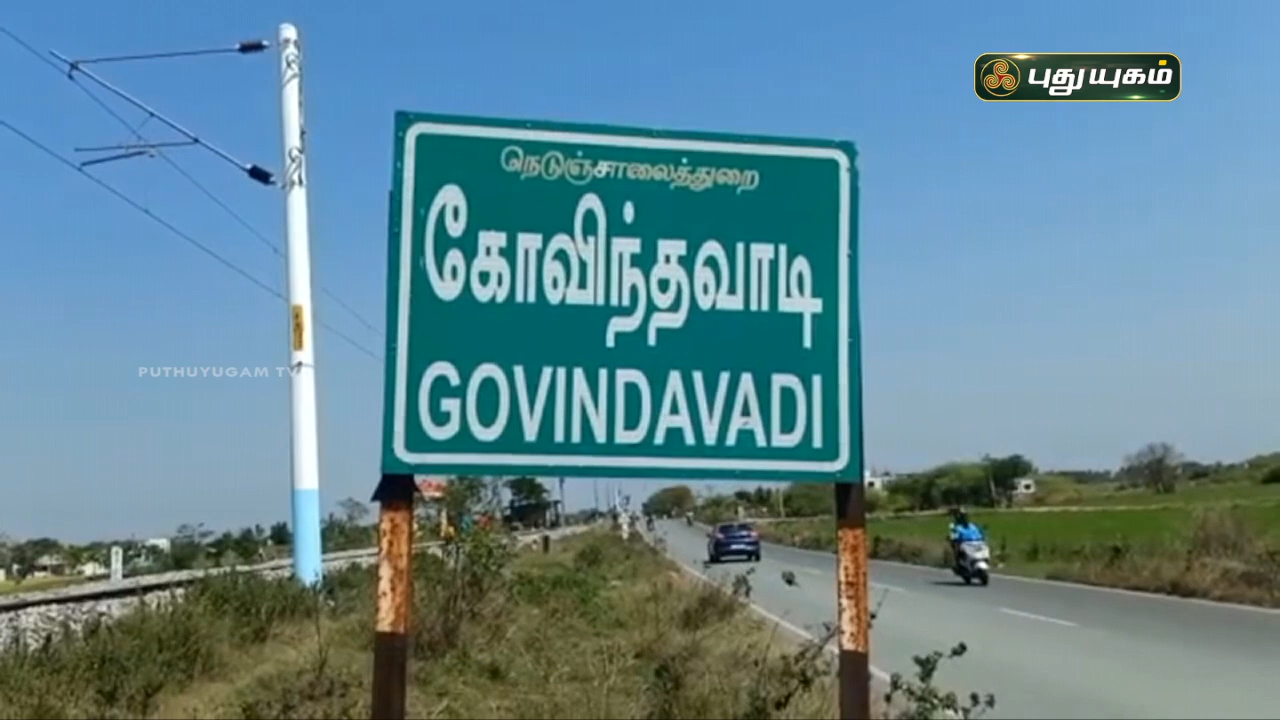 புதுயுகம்
நெடுஞ்சாலைத்துறை
கோவிந்தவாடி
GOVINDAVADI
PUTHUYUGAM TV